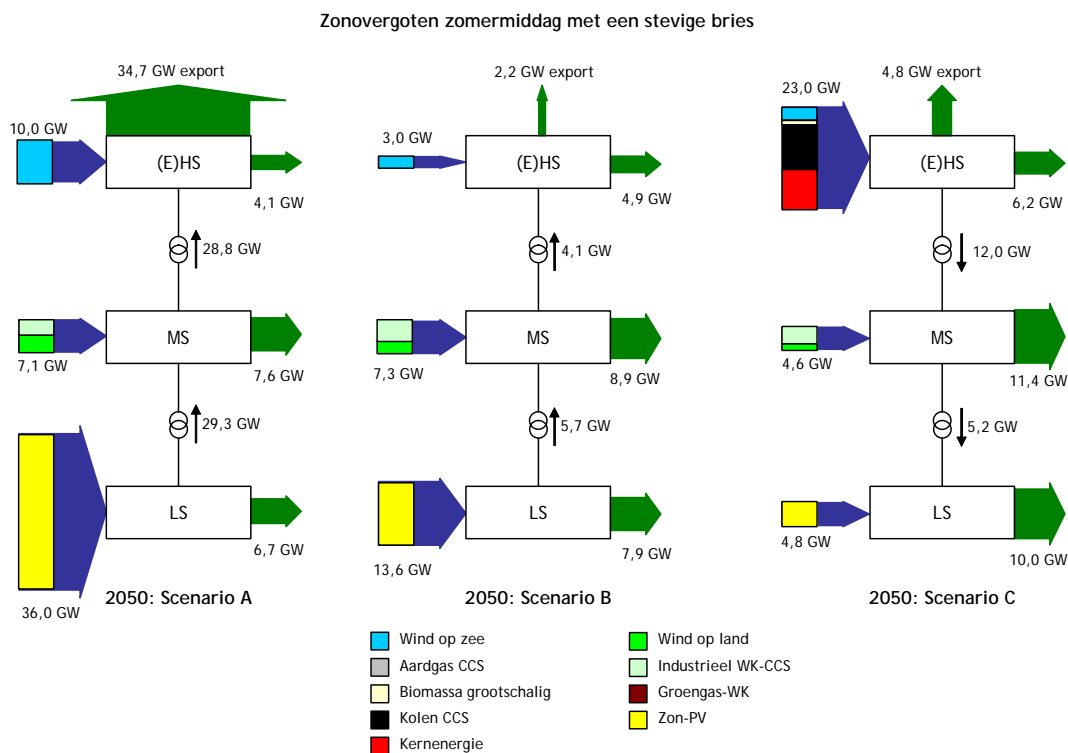 Zonovergoten zomermiddag met een stevige bries
34,7 GW export
10,0 GW
(E)HS
4,1 GW
28,8 GW
MS
7,1 GW
7,6 GW
29,3 GW
LS
6,7 GW
36,0 GW
2050: Scenario A
2,2 GW export
3,0 GW
(E)HS
4,9 GW
4,1 GW
MS
7,3 GW
8,9 GW
5,7 GW
LS
7,9 GW
13,6 GW
2050: Scenario B
4,8 GW export
23,0 GW
(E)HS
6,2 GW
12,0 GW
MS
4,6 GW
11,4 GW
5,2 GW
LS
4,8 GW
10,0 GW
2050: Scenario C
Wind op zee
Aardgas CCS
Biomassa grootschalig
Kolen CCS
Kernenergie
Wind op land
Industrieel WK-CCS
Groengas-WK
Zon-PV